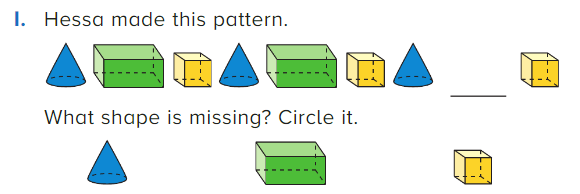 1. Hessa made this pattern.
What shape is missing? Circle it.